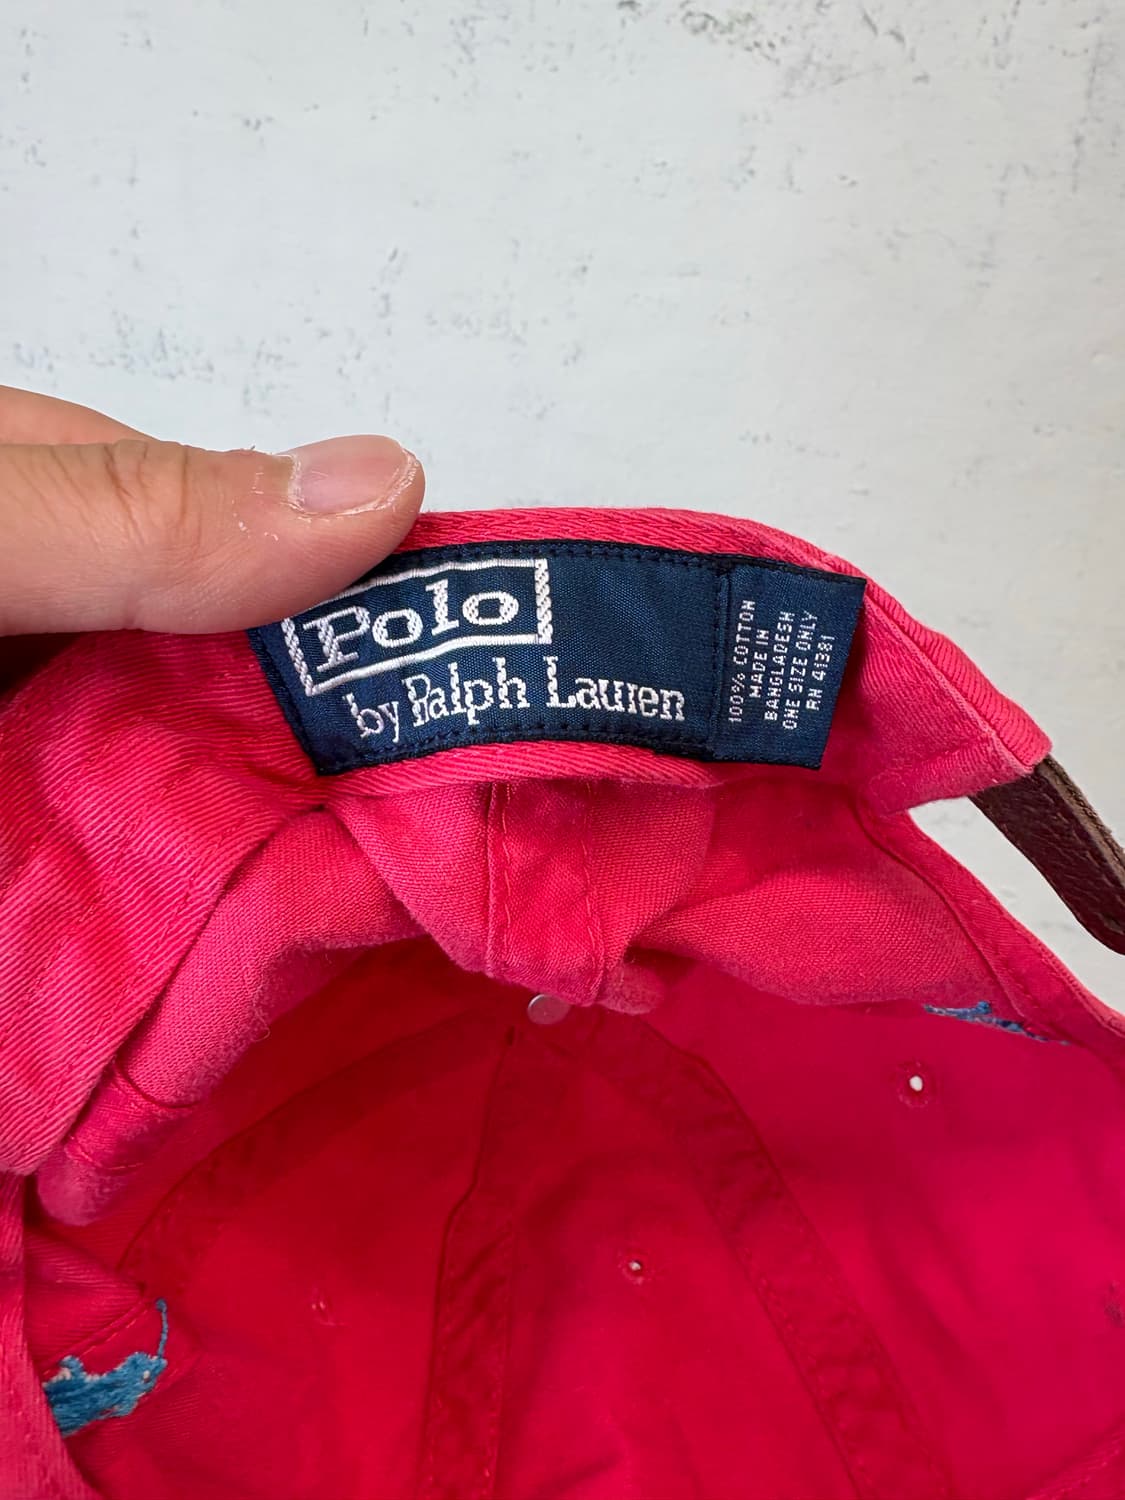 Polo
by Ralph Lauren
100% COTTON
MADE IN
BANGLADESH
ONE SIZE ONLY
RN 41381